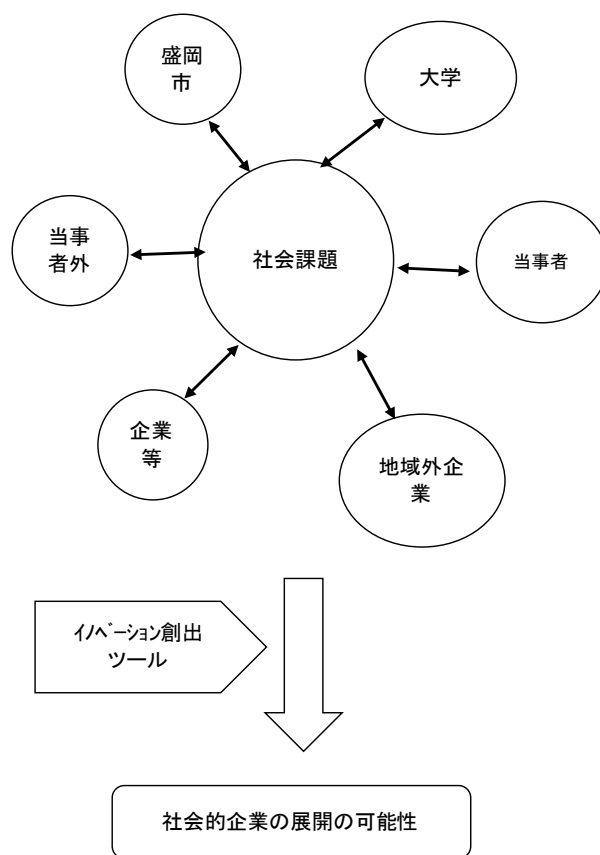 盛岡
市
大学
当事
者外
社会課題
当事者
企業
等
地域外企
業
ｲﾉﾍﾞｰｼｮﾝ創出
ツール
社会的企業の展開の可能性